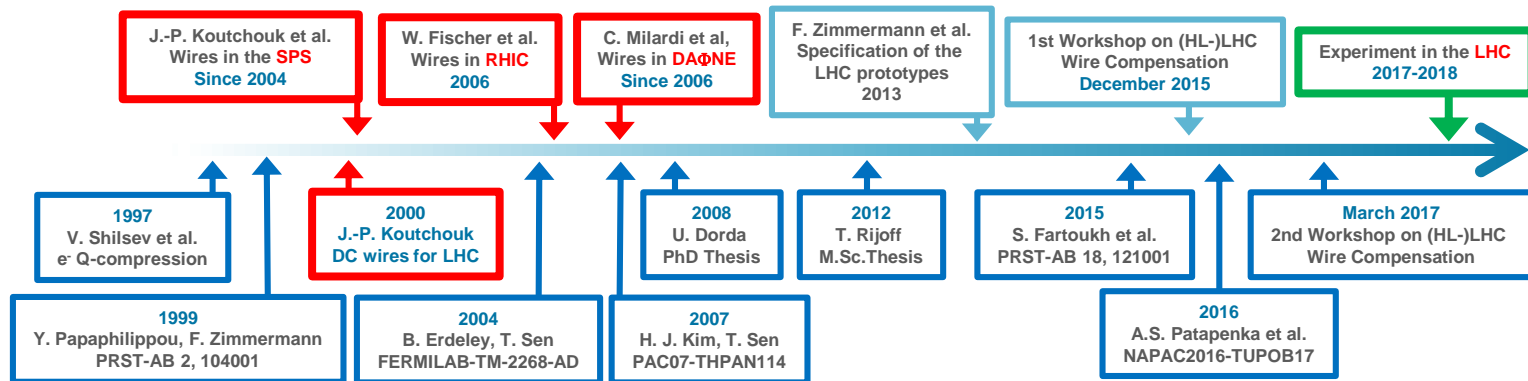 J.-P. Koutchouk et al.
Wires in the SPS
Since 2004
W. Fischer et al.
Wires in RHIC
2006
C. Milardi et al,
Wires in DAΦNE
Since 2006
F. Zimmermann et al.
Specification of the
LHC prototypes
2013
1st Workshop on (HL-)LHC
Wire Compensation
December 2015
Experiment in the LHC
2017-2018
1997
V. Shilsev et al.
e- Q-compression
1999
Y. Papaphilippou, F. Zimmermann
PRST-AB 2, 104001
2000
J.-P. Koutchouk
DC wires for LHC
2004
B. Erdeley, T. Sen
FERMILAB-TM-2268-AD
2007
H. J. Kim, T. Sen
PAC07-THPAN114
2008
U. Dorda
PhD Thesis
2012
T. Rijoff
M.Sc.Thesis
2015
S. Fartoukh et al.
PRST-AB 18, 121001
2016
A.S. Patapenka et al.
NAPAC2016-TUPOB17
March 2017
2nd Workshop on (HL-)LHC
Wire Compensation